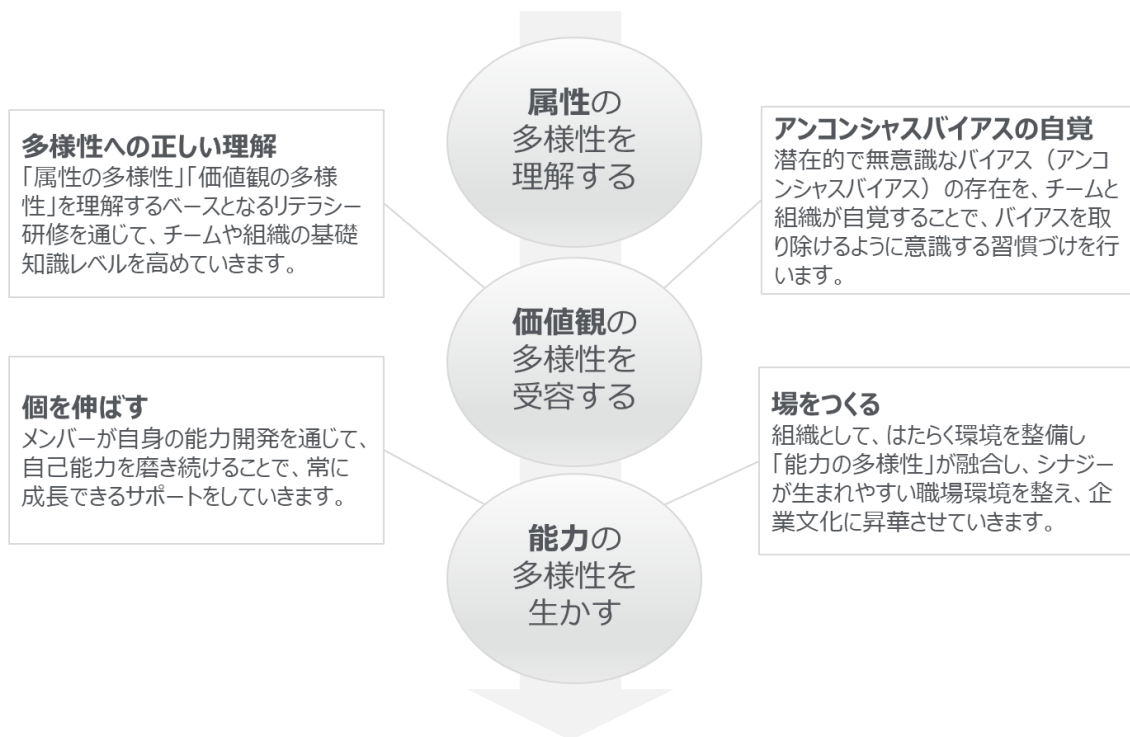 属性の
多様性を
理解する
多様性への正しい理解
「属性の多様性」「価値観の多様
性」を理解するベースとなるリテラシー
研修を通じて、チームや組織の基礎
知識レベルを高めていきます。
アンコンシャスバイアスの自覚
潜在的で無意識なバイアス（アンコ
ンシャスバイアス）の存在を、チームと
組織が自覚することで、バイアスを取
り除けるように意識する習慣づけを行
います。
価値観の
多様性を
受容する
個を伸ばす
メンバーが自身の能力開発を通じて、
自己能力を磨き続けることで、常に
成長できるサポートをしていきます。
場をつくる
組織として、はたらく環境を整備し
「能力の多様性」が融合し、シナジー
が生まれやすい職場環境を整え、企
業文化に昇華させていきます。
能力の
多様性を
生かす